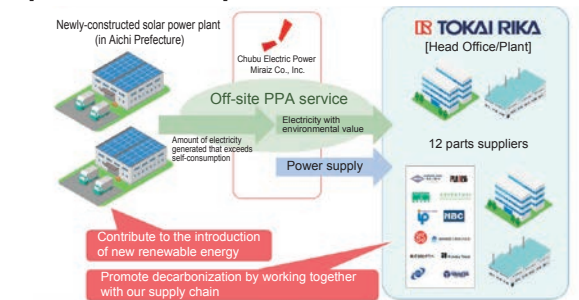 Newly-constructed solar power plant
(in Aichi Prefecture)
Chubu Electric Power
Miraiz Co., Inc.
TOKAI RIKA
[Head Office/Plant]
Off-site PPA service
Electricity with
environmental value
Amount of electricity
generated that exceeds
self-consumption
Power supply
12 parts suppliers
ip
NBC
Contribute to the introduction
of new renewable energy
Promote decarbonization by working together
with our supply chain